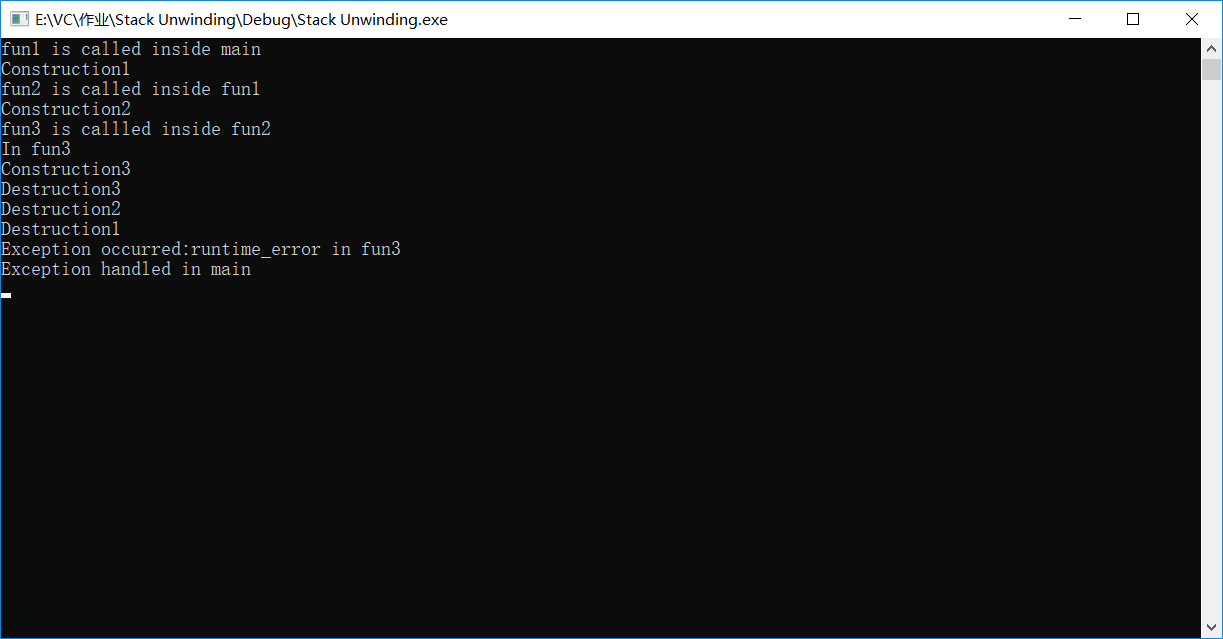 E:\VC\作业\Stack Unwinding\Debug\Stack Unwinding.exe
fun1 is called inside main
Construction1
fun2 is called inside fun1
Construction2
fun3 is callled inside fun2
In fun3
Construction3
Destruction3
Destruction2
Destruction1
Exception occurred:runtime_error in fun3
Exception handled in main